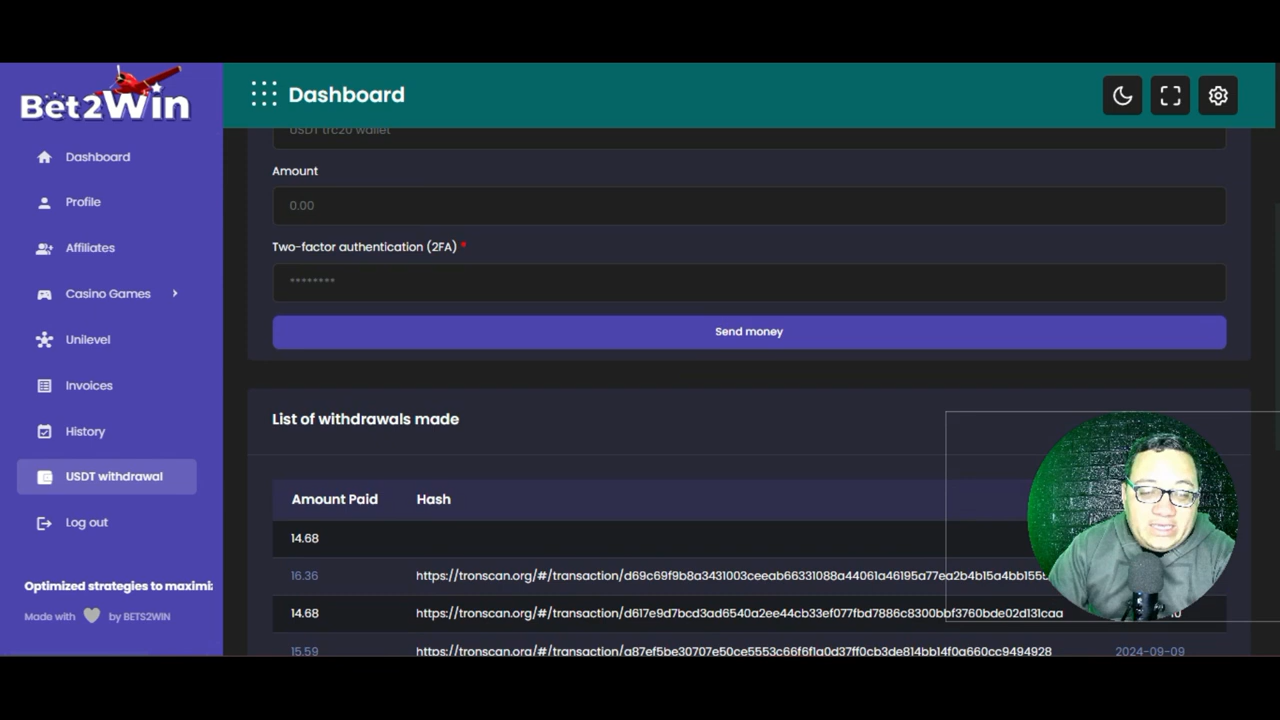 Bet2Win
Dashboard
Dashboard
Profile
Affiliates
Casino Games
Unilevel
Invoices
History
USDT withdrawal
Log out
Optimized strategies to maximi
Made with by BETS2WIN
USDT trc20 wallet
Amount
0.00
Two-factor authentication (2FA) *
********
Send money
List of withdrawals made
Amount Paid Hash
14.68
16.36 https://tronscan.org/#/transaction/d69c69f9b8a3431003ceeab66331088a44061a46195a77ea2b4b15a4bb155
14.68 https://tronscan.org/#/transaction/d617e9d7bcd3ad6540a2ee44cb33ef077fbd7886c8300bbf3760bde02d131caa 10
15.59 https://tronscan.org/#/transaction/a87ef5be30707e50ce5553c66f6f1a0d37ff0cb3de814bb14f0a660cc9494928 2024-09-09